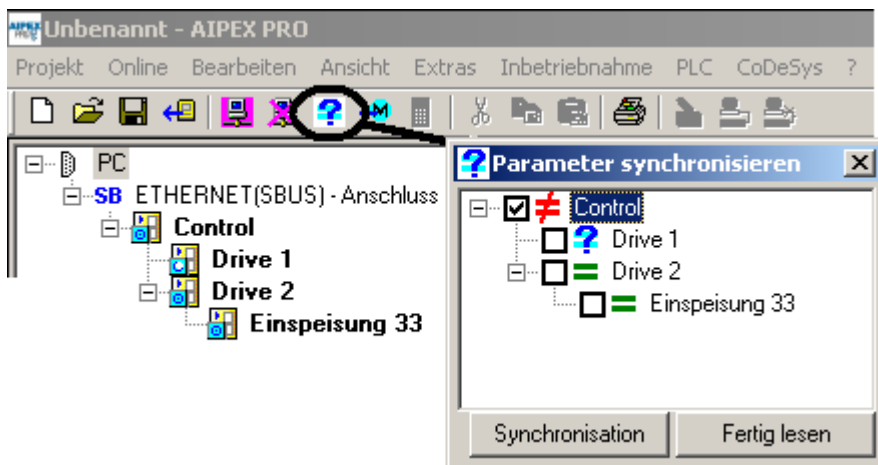 Unbenannt - AIPEX PRO
Projekt Online Bearbeiten Ansicht Extras Inbetriebnahme PLC CoDeSys ?
PC
SB ETHERNET(SBUS) - Anschluss
Control
Drive 1
Drive 2
Einspeisung 33
Parameter synchronisieren
Control
Drive 1
Drive 2
Einspeisung 33
Synchronisation Fertig lesen